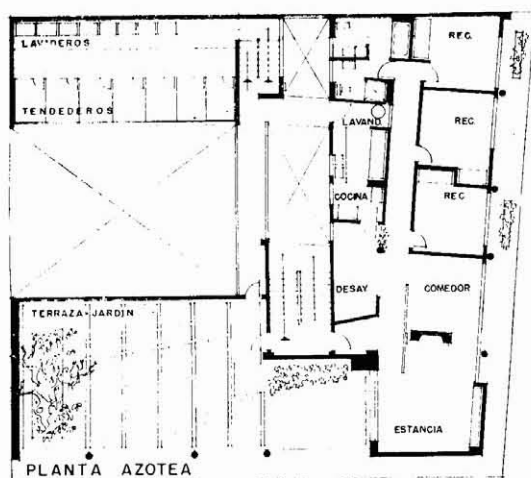 LAVADEROS
REC.
TENDEDEROS
LAVAND.
REC.
COCINA
REC
DESAY
COMEDOR
TERRAZA-JARDIN
ESTANCIA
PLANTA AZOTEA